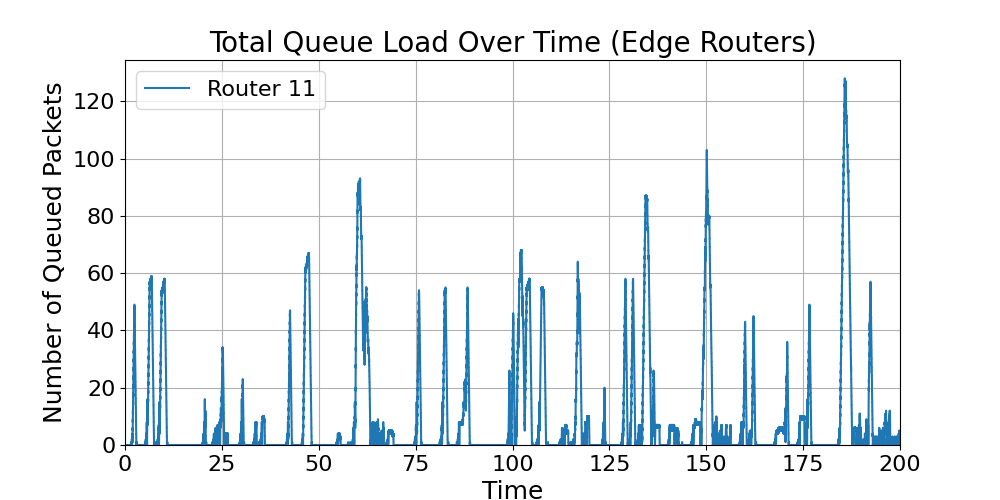 Total Queue Load Over Time (Edge Routers)
Router 11
Number of Queued Packets
120
100
80
60
40
20
0
0 25 50 75 100 125 150 175 200
Time